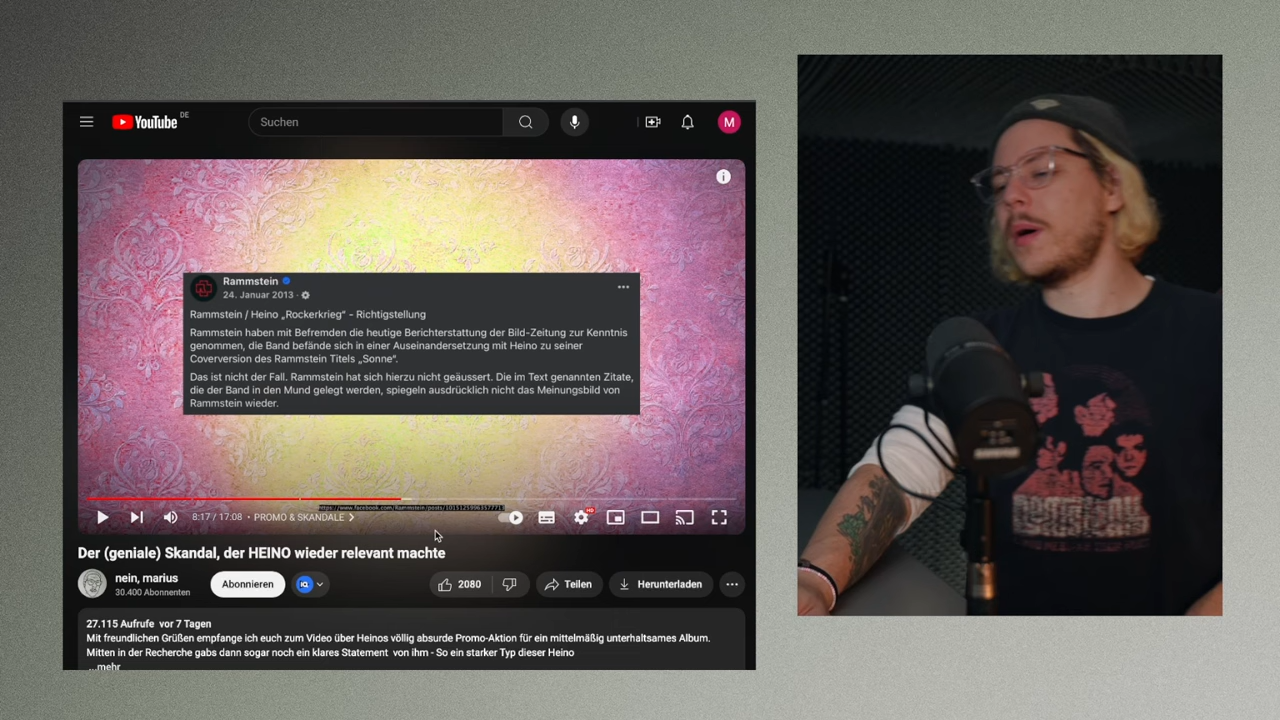 YouTube DE
Suchen
M
Rammstein
24. Januar 2013 ·
Rammstein / Heino „Rockerkrieg“ - Richtigstellung
Rammstein haben mit Befremden die heutige Berichterstattung der Bild-Zeitung zur Kenntnis
genommen, die Band befände sich in einer Auseinandersetzung mit Heino zu seiner
Coverversion des Rammstein Titels „Sonne“.
Das ist nicht der Fall. Rammstein hat sich hierzu nicht geäussert. Die im Text genannten Zitate,
die der Band in den Mund gelegt werden, spiegeln ausdrücklich nicht das Meinungsbild von
Rammstein wieder.
8:17 / 17:08 • PROMO & SKANDALE
HD
Der (geniale) Skandal, der HEINO wieder relevant machte
nein, marius
30.400 Abonnenten
Abonnieren
IQ
2080
Teilen
Herunterladen
27.115 Aufrufe vor 7 Tagen
Mit freundlichen Grüßen empfange ich euch zum Video über Heinos völlig absurde Promo-Aktion für ein mittelmäßig unterhaltsames Album.
Mitten in der Recherche gabs dann sogar noch ein klares Statement von ihm - So ein starker Typ dieser Heino
...mehr